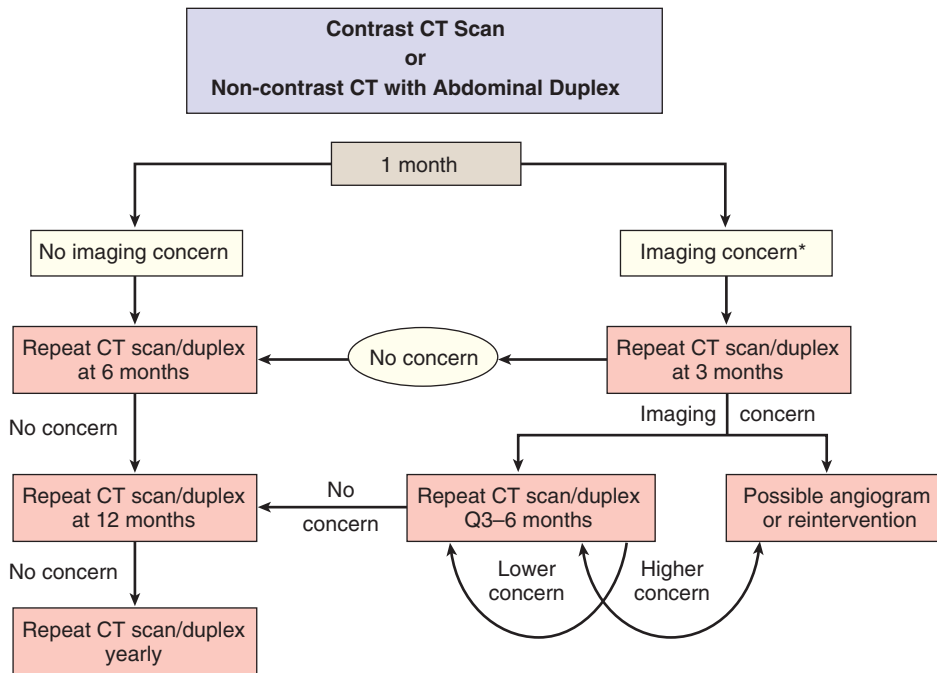 Contrast CT Scan
or
Non-contrast CT with Abdominal Duplex
1 month
No imaging concern
Imaging concern*
Repeat CT scan/duplex
at 6 months
No concern
Repeat CT scan/duplex
at 3 months
Imaging concern
No concern
Repeat CT scan/duplex
at 12 months
No
concern
Repeat CT scan/duplex
Q3–6 months
Possible angiogram
or reintervention
No concern
Lower
concern
Higher
concern
Repeat CT scan/duplex
yearly